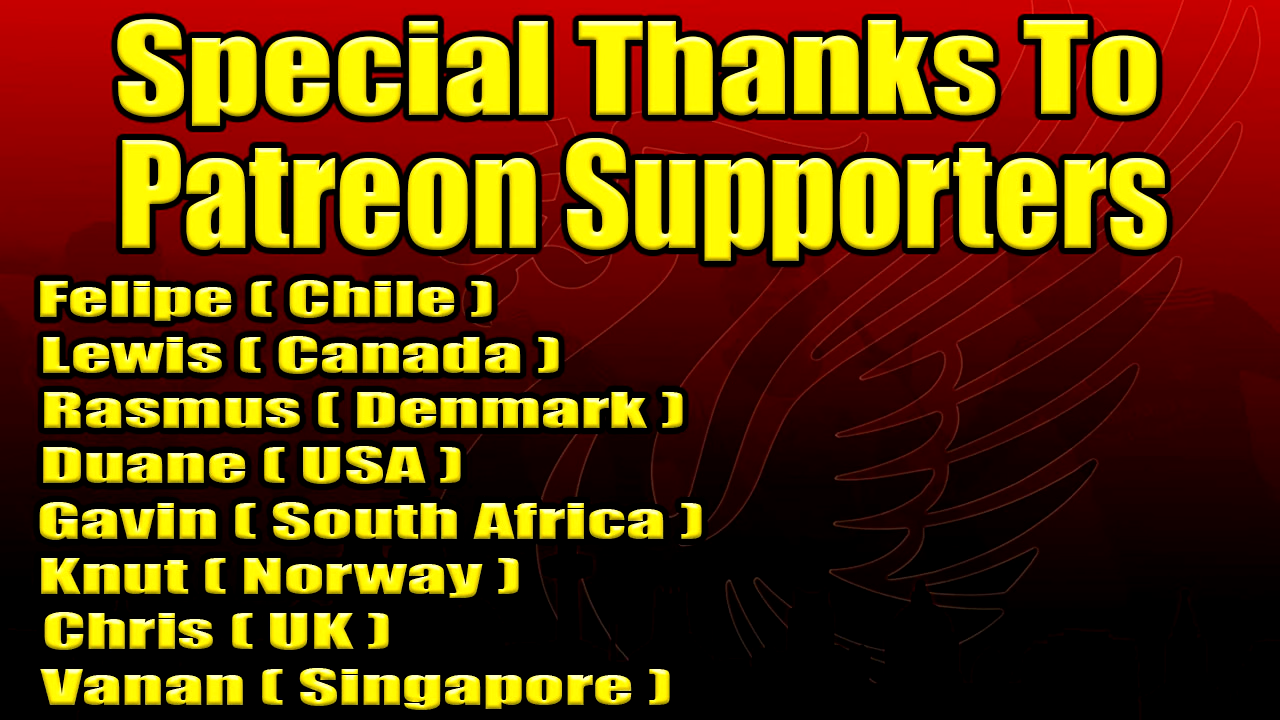 Special Thanks To
Patreon Supporters
Felipe ( Chile )
Lewis ( Canada )
Rasmus ( Denmark )
Duane ( USA )
Gavin ( South Africa )
Knut ( Norway )
Chris ( UK )
Vanan ( Singapore )